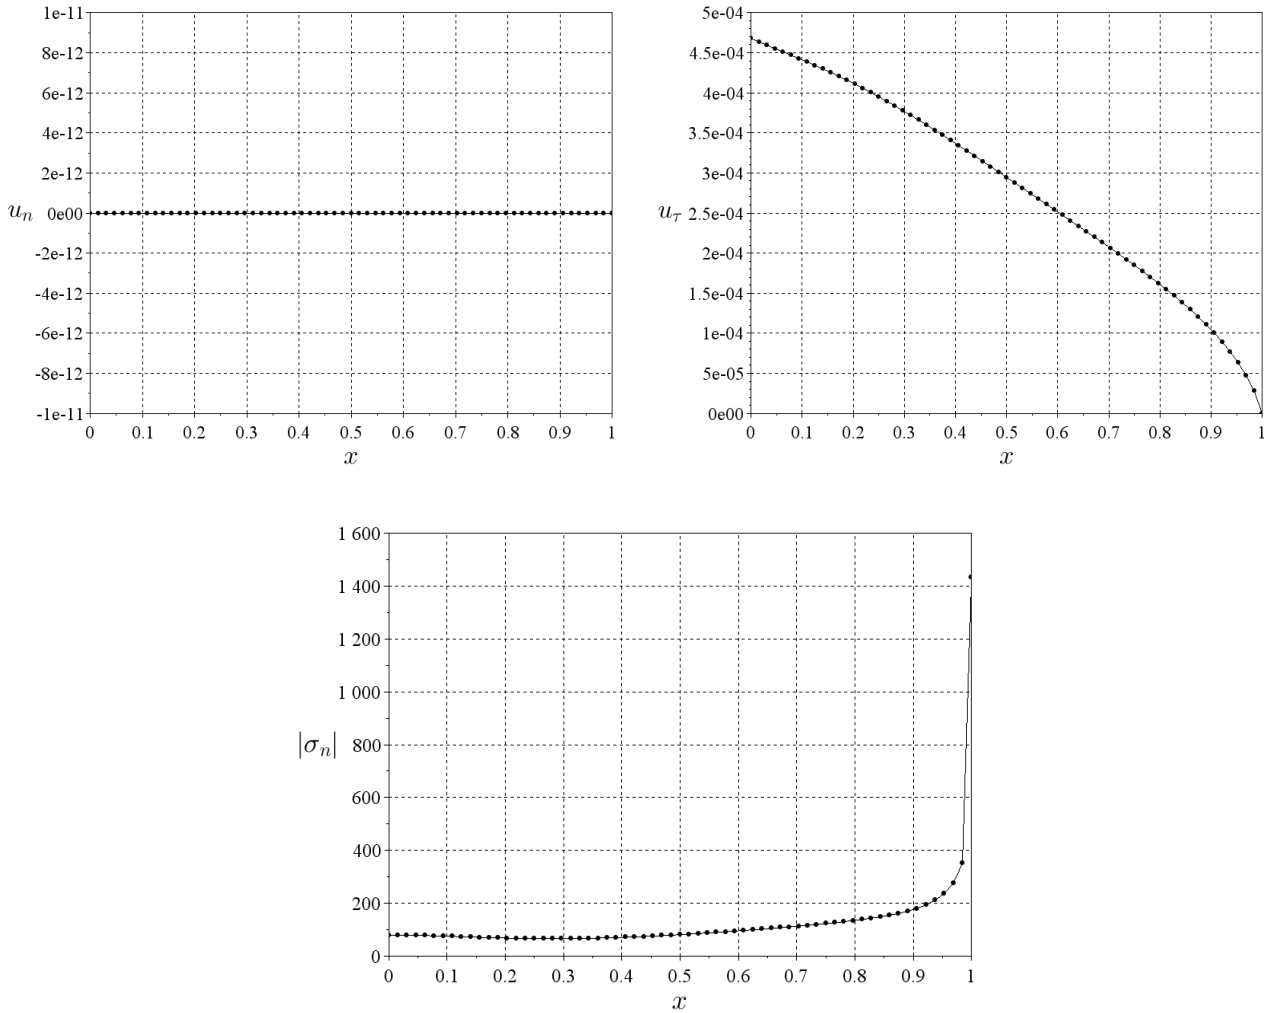 1e-11
8e-12
6e-12
4e-12
2e-12
u_n 0e00
-2e-12
-4e-12
-6e-12
-8e-12
-1e-11
0 0.1 0.2 0.3 0.4 0.5 0.6 0.7 0.8 0.9 1
x
5e-04
4.5e-04
4e-04
3.5e-04
3e-04
u_τ 2.5e-04
2e-04
1.5e-04
1e-04
5e-05
0e00
0 0.1 0.2 0.3 0.4 0.5 0.6 0.7 0.8 0.9 1
x
1 600
1 400
1 200
1 000
|σ_n| 800
600
400
200
0
0 0.1 0.2 0.3 0.4 0.5 0.6 0.7 0.8 0.9 1
x